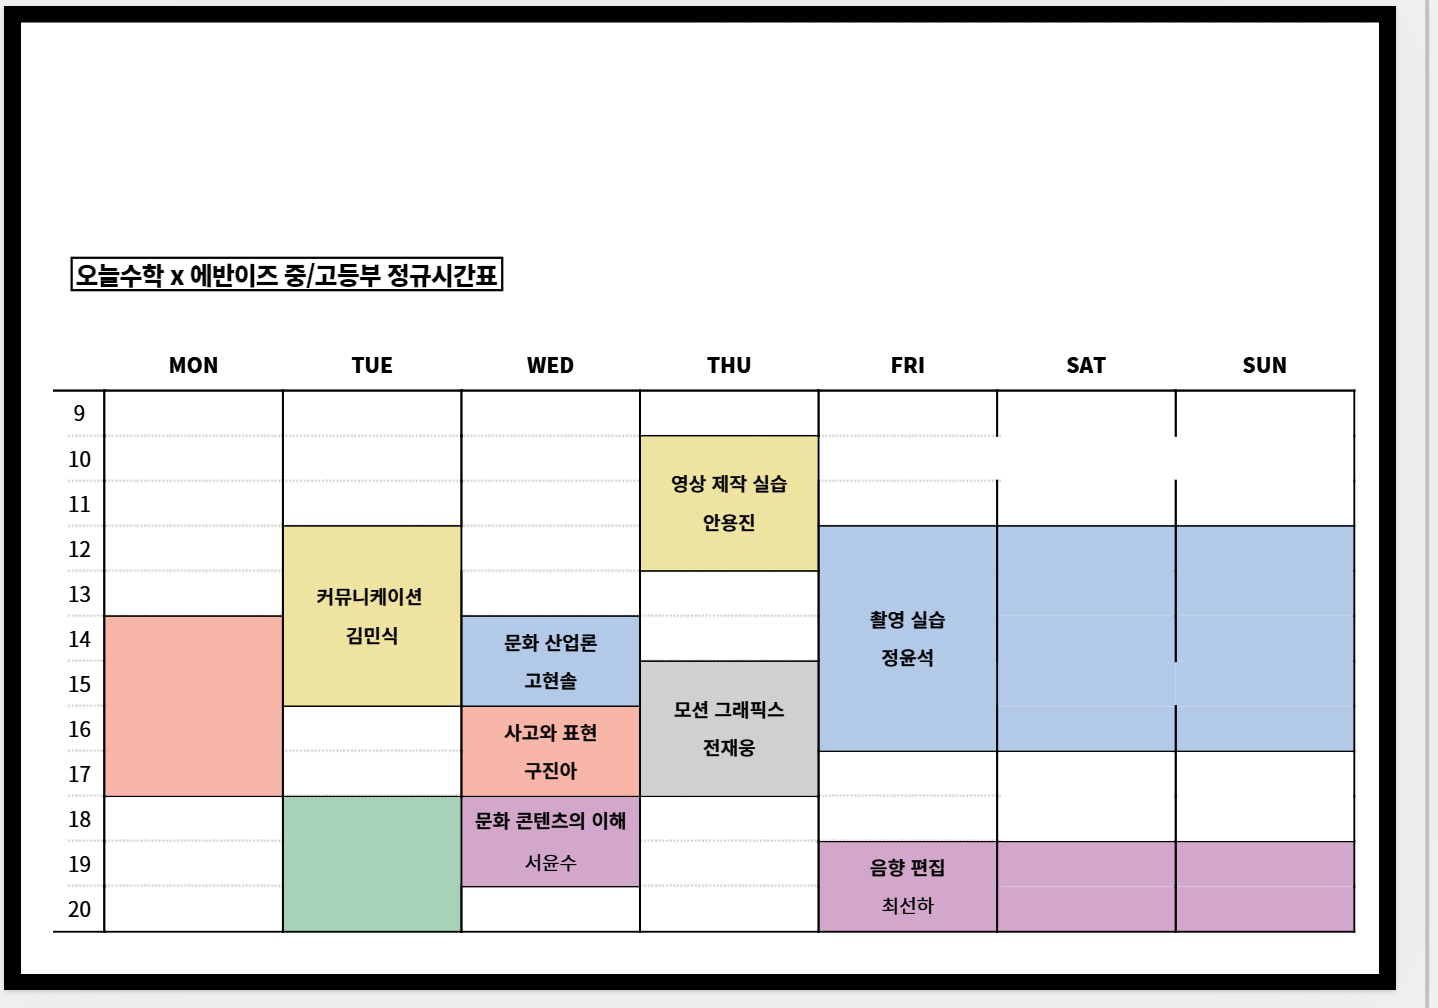 오늘수학 x 에반이즈 중/고등부 정규시간표
MON TUE WED THU FRI SAT SUN
9
10
영상 제작 실습
11
안용진
12
13
커뮤니케이션
촬영 실습
14
김민식
문화 산업론
정윤석
15
고현솔
모션 그래픽스
16
사고와 표현
전재웅
17
구진아
18
문화 콘텐츠의 이해
19
서윤수
음향 편집
20
최선하